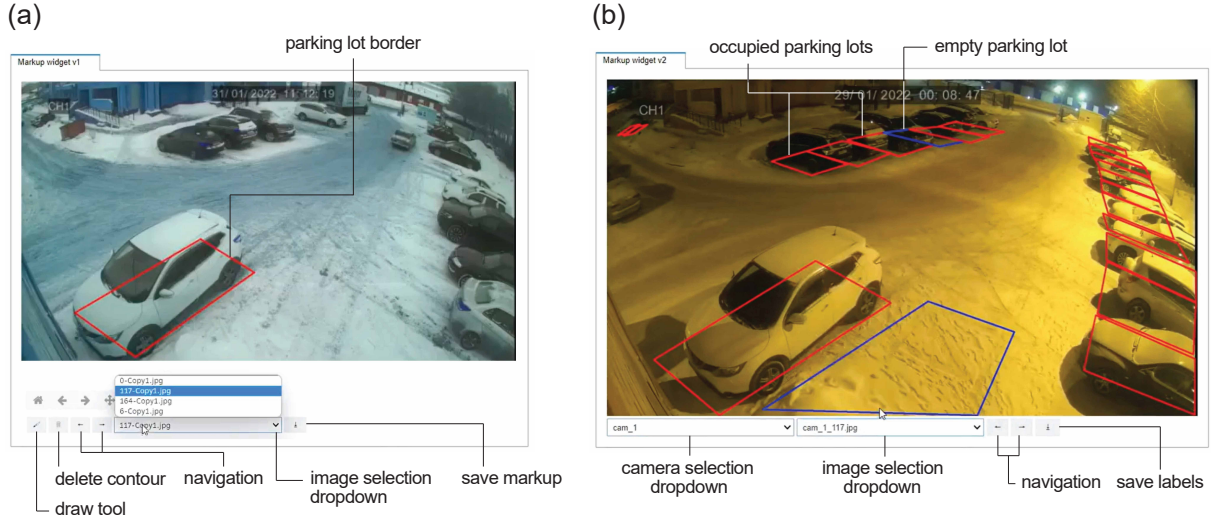 (a)
parking lot border
Markup widget v1
31/01/2022 11:12:19
CH1
0-Copy1.jpg
117-Copy1.jpg
164-Copy1.jpg
6-Copy1.jpg
117-Copy1.jpg
delete contour
navigation
image selection
dropdown
save markup
draw tool
(b)
occupied parking lots
empty parking lot
Markup widget v2
29/01/2022 00:08:47
CH1
cam_1
cam_1_117.jpg
camera selection
dropdown
image selection
dropdown
navigation
save labels